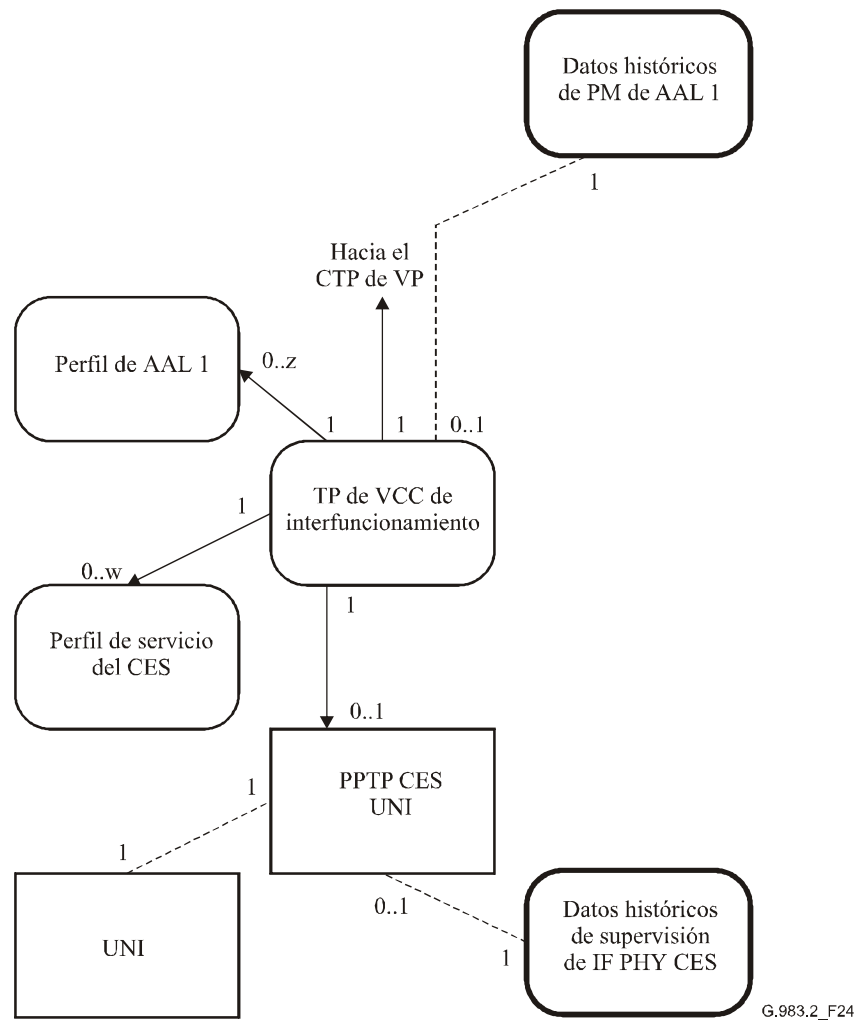 Datos históricos
de PM de AAL 1
1
Hacia el
CTP de VP
Perfil de AAL 1
0..z
1
1
0..1
TP de VCC de
interfuncionamiento
1
0..w
1
Perfil de servicio
del CES
0..1
PPTP CES
UNI
1
1
0..1
UNI
Datos históricos
de supervisión
de IF PHY CES
1
G.983.2_F24